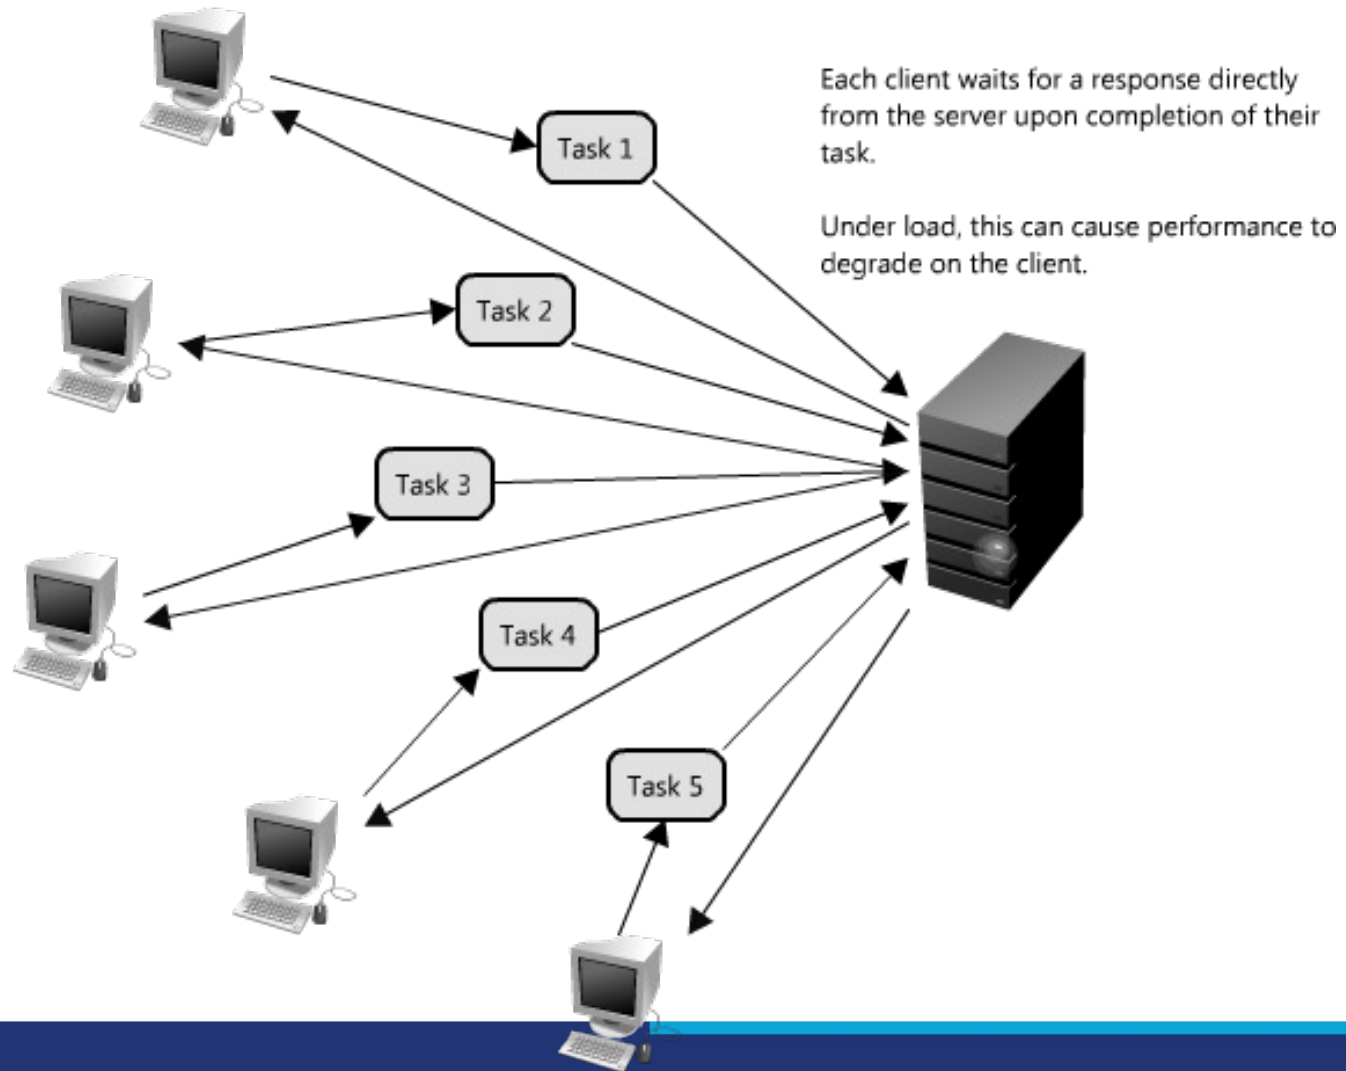 Each client waits for a response directly
from the server upon completion of their
task.
Under load, this can cause performance to
degrade on the client.
Task 1
Task 2
Task 3
Task 4
Task 5